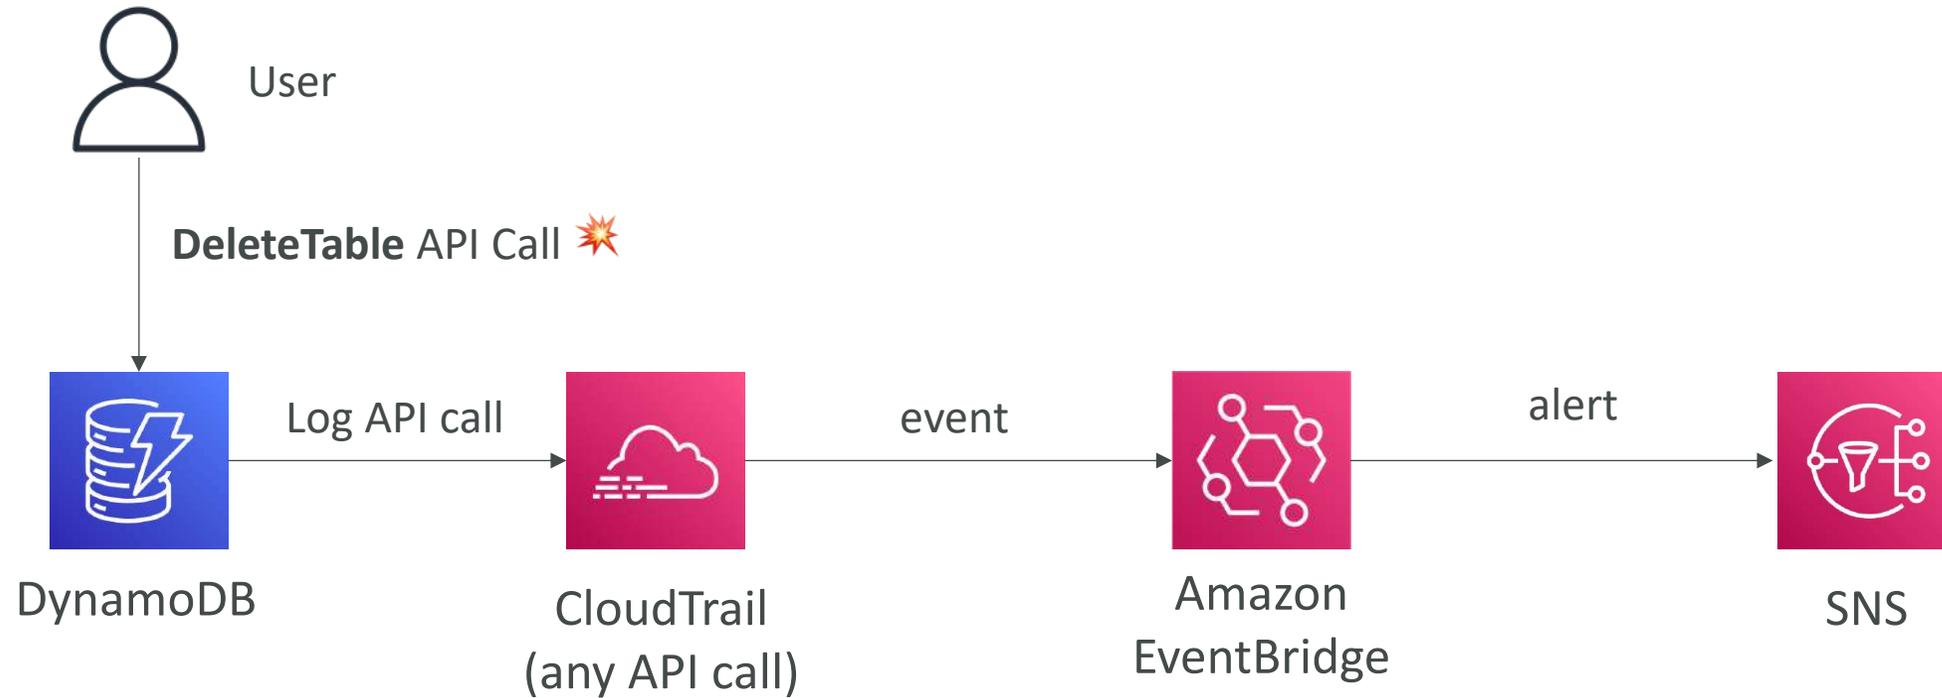 User
DeleteTable API Call 💥
Log API call
event
alert
DynamoDB
CloudTrail
(any API call)
Amazon
EventBridge
SNS